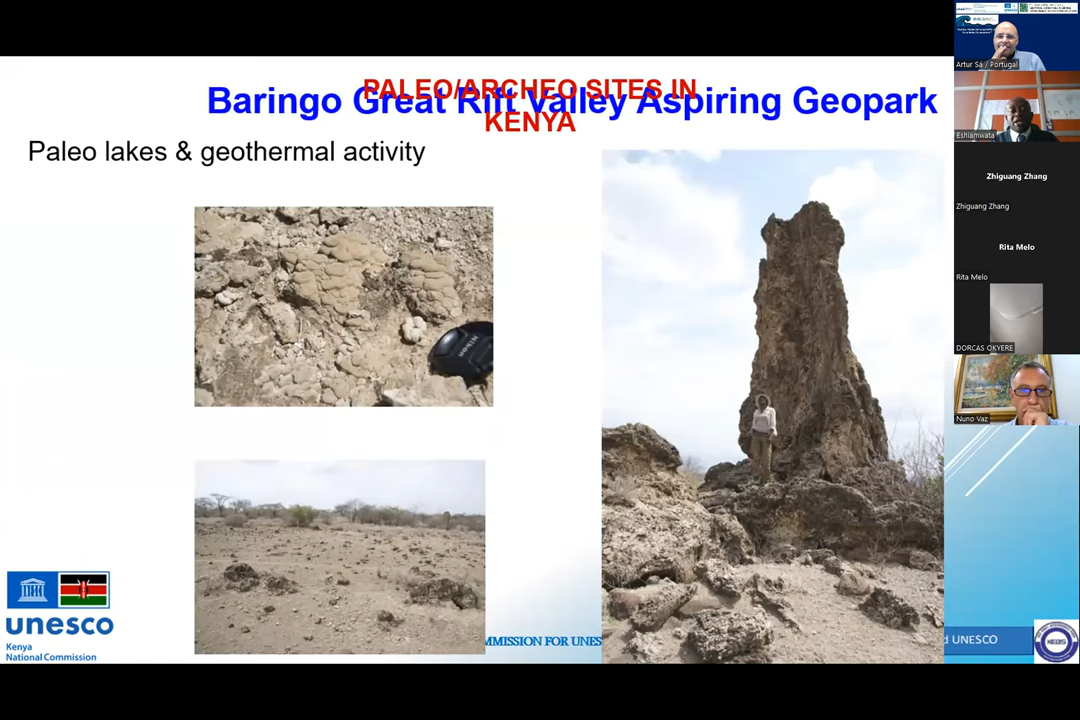 PALEO/ARCHEO SITES IN
KENYA
Baringo Great Rift Valley Aspiring Geopark
Paleo lakes & geothermal activity
Nikon
unesco
Kenya
National Commission
MMISSION FOR UNES
d UNESCO
KEBS
Artur Sá / Portugal
Eshiamwata
Zhiguang Zhang
Zhiguang Zhang
Rita Melo
Rita Melo
DORCAS OKYERE
Nuno Vaz